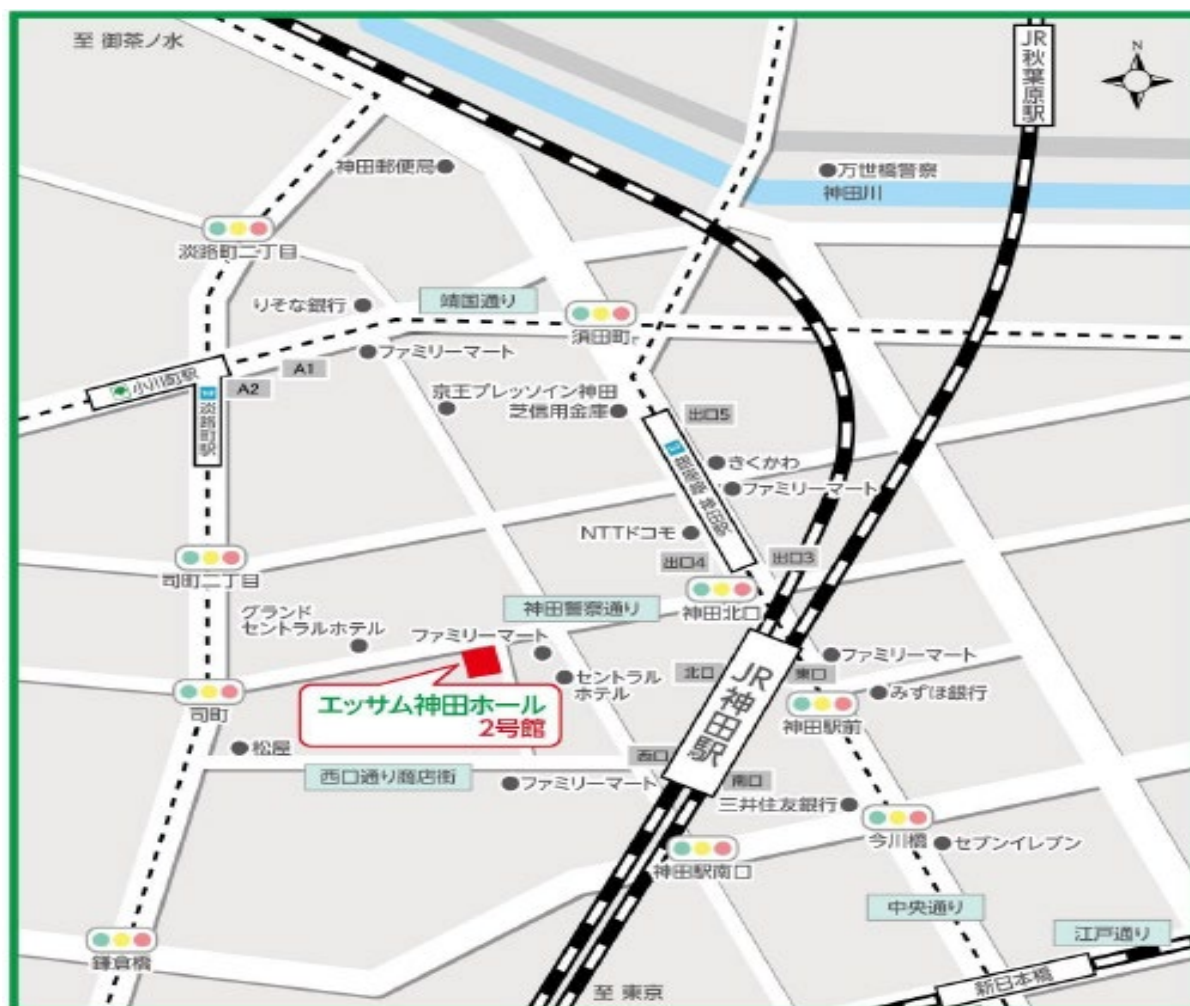 至 御茶ノ水
JR秋葉原駅
N
神田郵便局
万世橋警察
神田川
淡路町二丁目
りそな銀行
靖国通り
須田町
ファミリーマート
小川町駅
A1
A2
淡路町駅
京王プレッソイン神田
芝信用金庫
出口5
きくかわ
ファミリーマート
銀座線 神田駅
NTTドコモ
出口4
出口3
司町二丁目
神田北口
神田警察通り
グランド
セントラルホテル
ファミリーマート
エッサム神田ホール
2号館
セントラル
ホテル
北口
JR神田駅
東口
ファミリーマート
みずほ銀行
司町
神田駅前
松屋
西口
西口通り商店街
ファミリーマート
南口
三井住友銀行
今川橋
セブンイレブン
神田駅南口
中央通り
江戸通り
鎌倉橋
新日本橋
至 東京